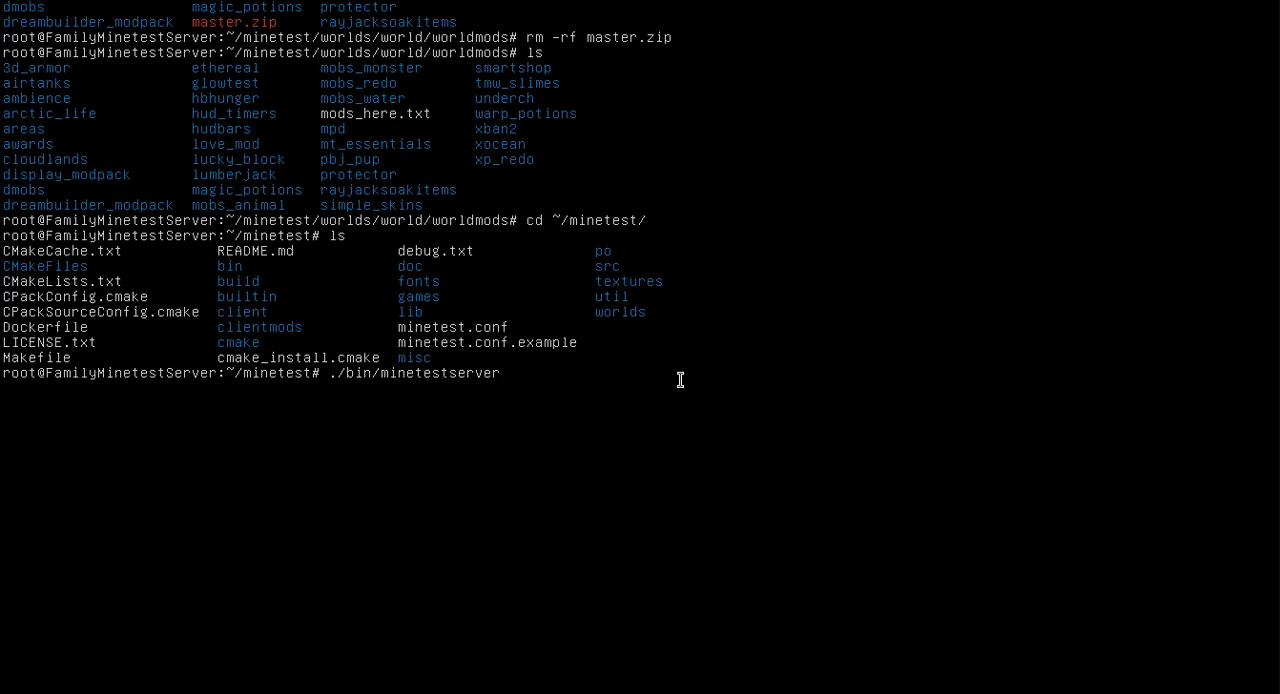 dmobs                 magic_potions  protector
dreambuilder_modpack  master.zip     rayjacksoakitems
root@FamilyMinetestServer:~/minetest/worlds/world/worldmods# rm -rf master.zip
root@FamilyMinetestServer:~/minetest/worlds/world/worldmods# ls
3d_armor              ethereal       mobs_monster      smartshop
airtanks              glowtest       mobs_redo         tmw_slimes
ambience              hbhunger       mobs_water        underch
arctic_life           hud_timers     mods_here.txt     warp_potions
areas                 hudbars        mpd               xban2
awards                love_mod       mt_essentials     xocean
cloudlands            lucky_block    pbj_pup           xp_redo
display_modpack       lumberjack     protector
dmobs                 magic_potions  rayjacksoakitems
dreambuilder_modpack  mobs_animal    simple_skins
root@FamilyMinetestServer:~/minetest/worlds/world/worldmods# cd ~/minetest/
root@FamilyMinetestServer:~/minetest# ls
CMakeCache.txt           README.md            debug.txt              po
CMakeFiles               bin                  doc                    src
CMakeLists.txt           build                fonts                  textures
CPackConfig.cmake        builtin              games                  util
CPackSourceConfig.cmake  client               lib                    worlds
Dockerfile               clientmods           minetest.conf
LICENSE.txt              cmake                minetest.conf.example
Makefile                 cmake_install.cmake  misc
root@FamilyMinetestServer:~/minetest# ./bin/minetestserver